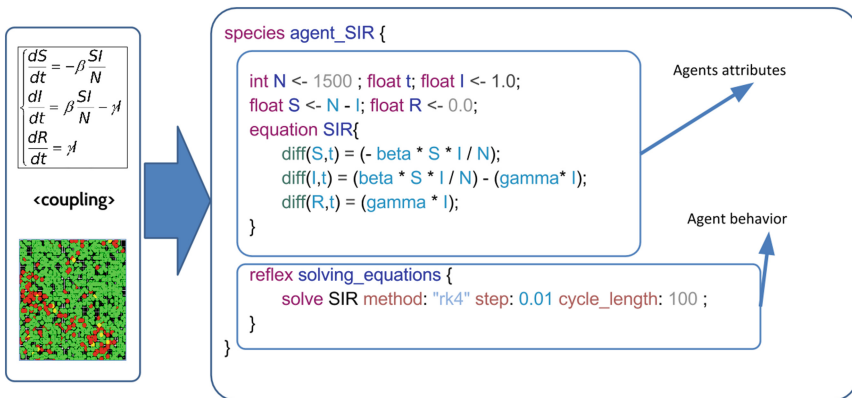 dS/dt = -β SI/N
dI/dt = β SI/N - γI
dR/dt = γI
<coupling>
species agent_SIR {
int N <- 1500 ; float t; float I <- 1.0;
float S <- N - I; float R <- 0.0;
equation SIR{
diff(S,t) = (- beta * S * I / N);
diff(I,t) = (beta * S * I / N) - (gamma* I);
diff(R,t) = (gamma * I);
}
reflex solving_equations {
solve SIR method: "rk4" step: 0.01 cycle_length: 100 ;
}
}
Agents attributes
Agent behavior